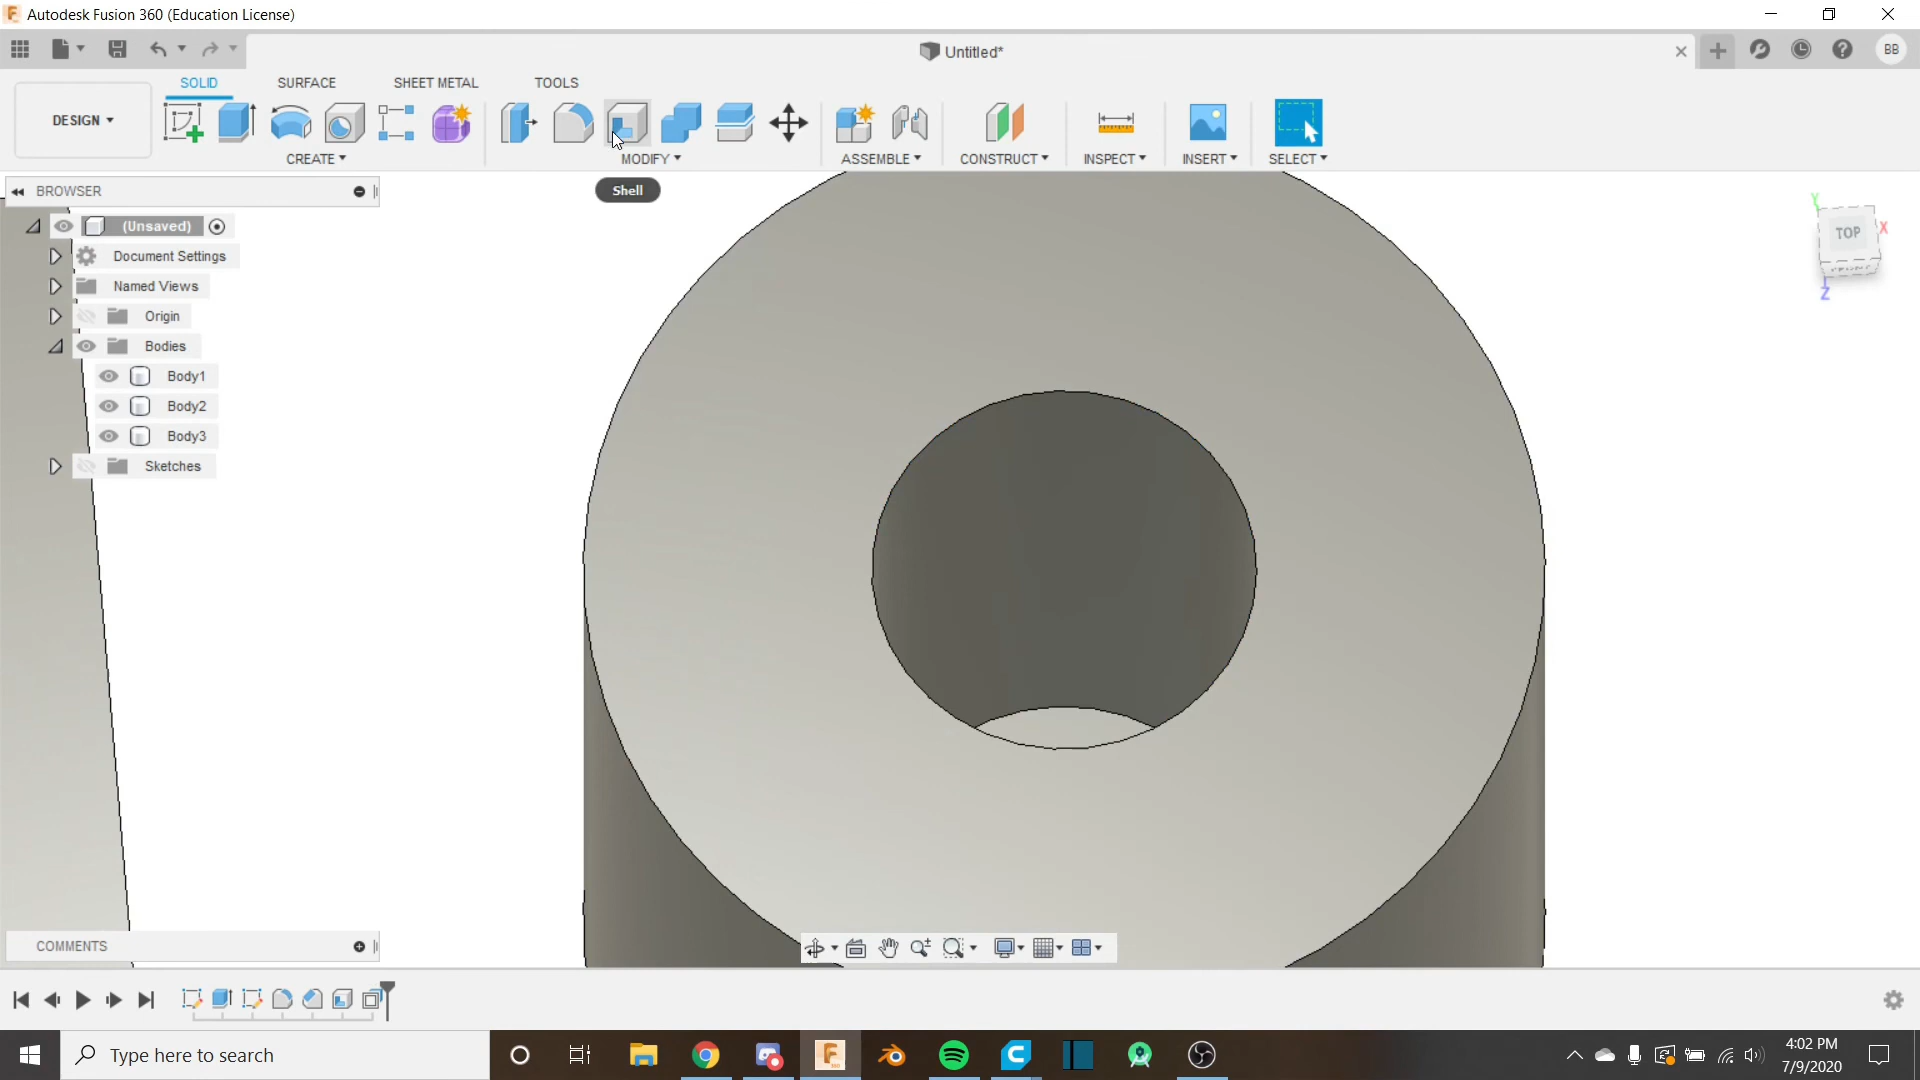 Autodesk Fusion 360 (Education License)
Untitled*
BB
DESIGN
SOLID
SURFACE
SHEET METAL
TOOLS
CREATE
MODIFY
ASSEMBLE
CONSTRUCT
INSPECT
INSERT
SELECT
Shell
BROWSER
(Unsaved)
Document Settings
Named Views
Origin
Bodies
Body1
Body2
Body3
Sketches
Y
X
TOP
FRONT
Z
COMMENTS
Type here to search
4:02 PM
7/9/2020